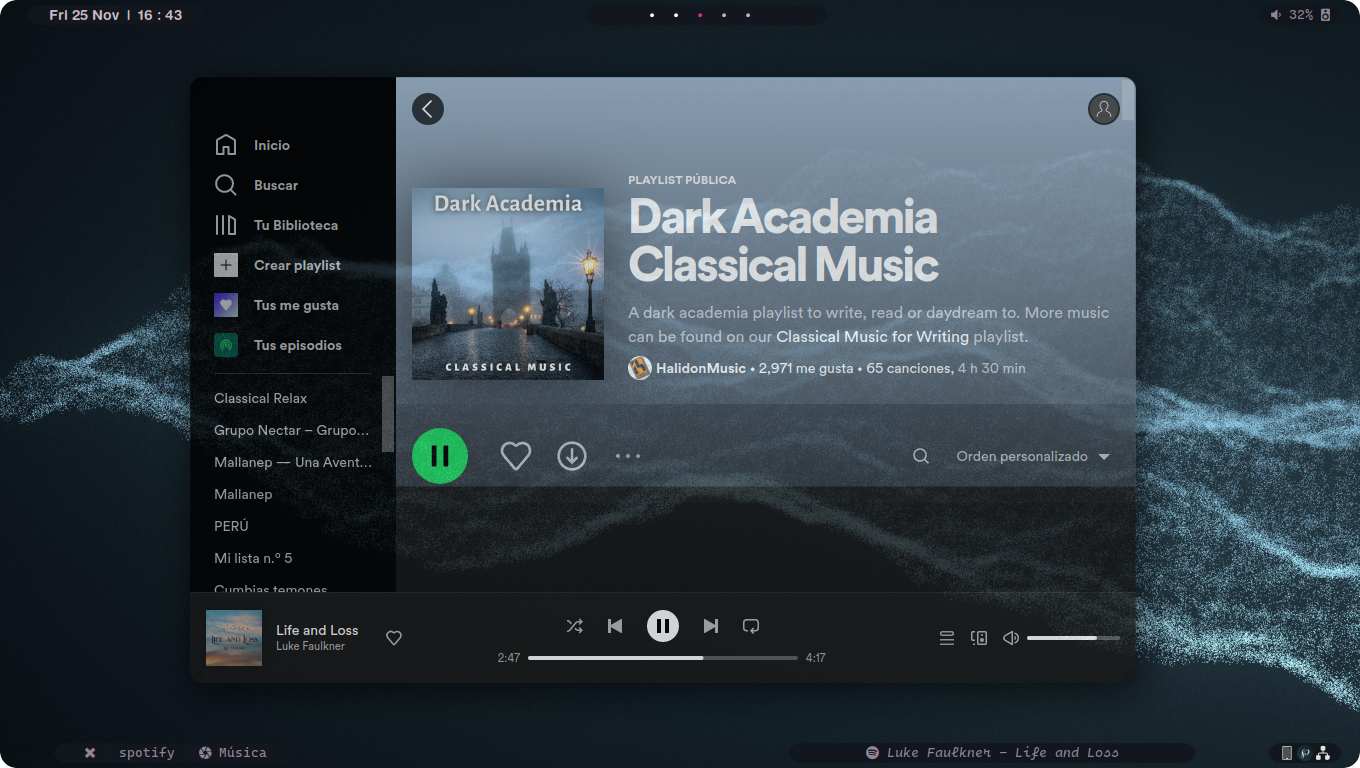 Fri 25 Nov | 16 : 43
32%
Inicio
Buscar
Tu Biblioteca
Crear playlist
Tus me gusta
Tus episodios
Classical Relax
Grupo Nectar – Grupo...
Mallanep — Una Avent...
Mallanep
PERÚ
Mi lista n.º 5
Cumbias temones
Dark Academia
CLASSICAL MUSIC
PLAYLIST PÚBLICA
Dark Academia
Classical Music
A dark academia playlist to write, read or daydream to. More music
can be found on our Classical Music for Writing playlist.
HalidonMusic • 2,971 me gusta • 65 canciones, 4 h 30 min
Orden personalizado
LIFE AND LOSS
Life and Loss
Luke Faulkner
2:47
4:17
spotify
Música
Luke Faulkner – Life and Loss